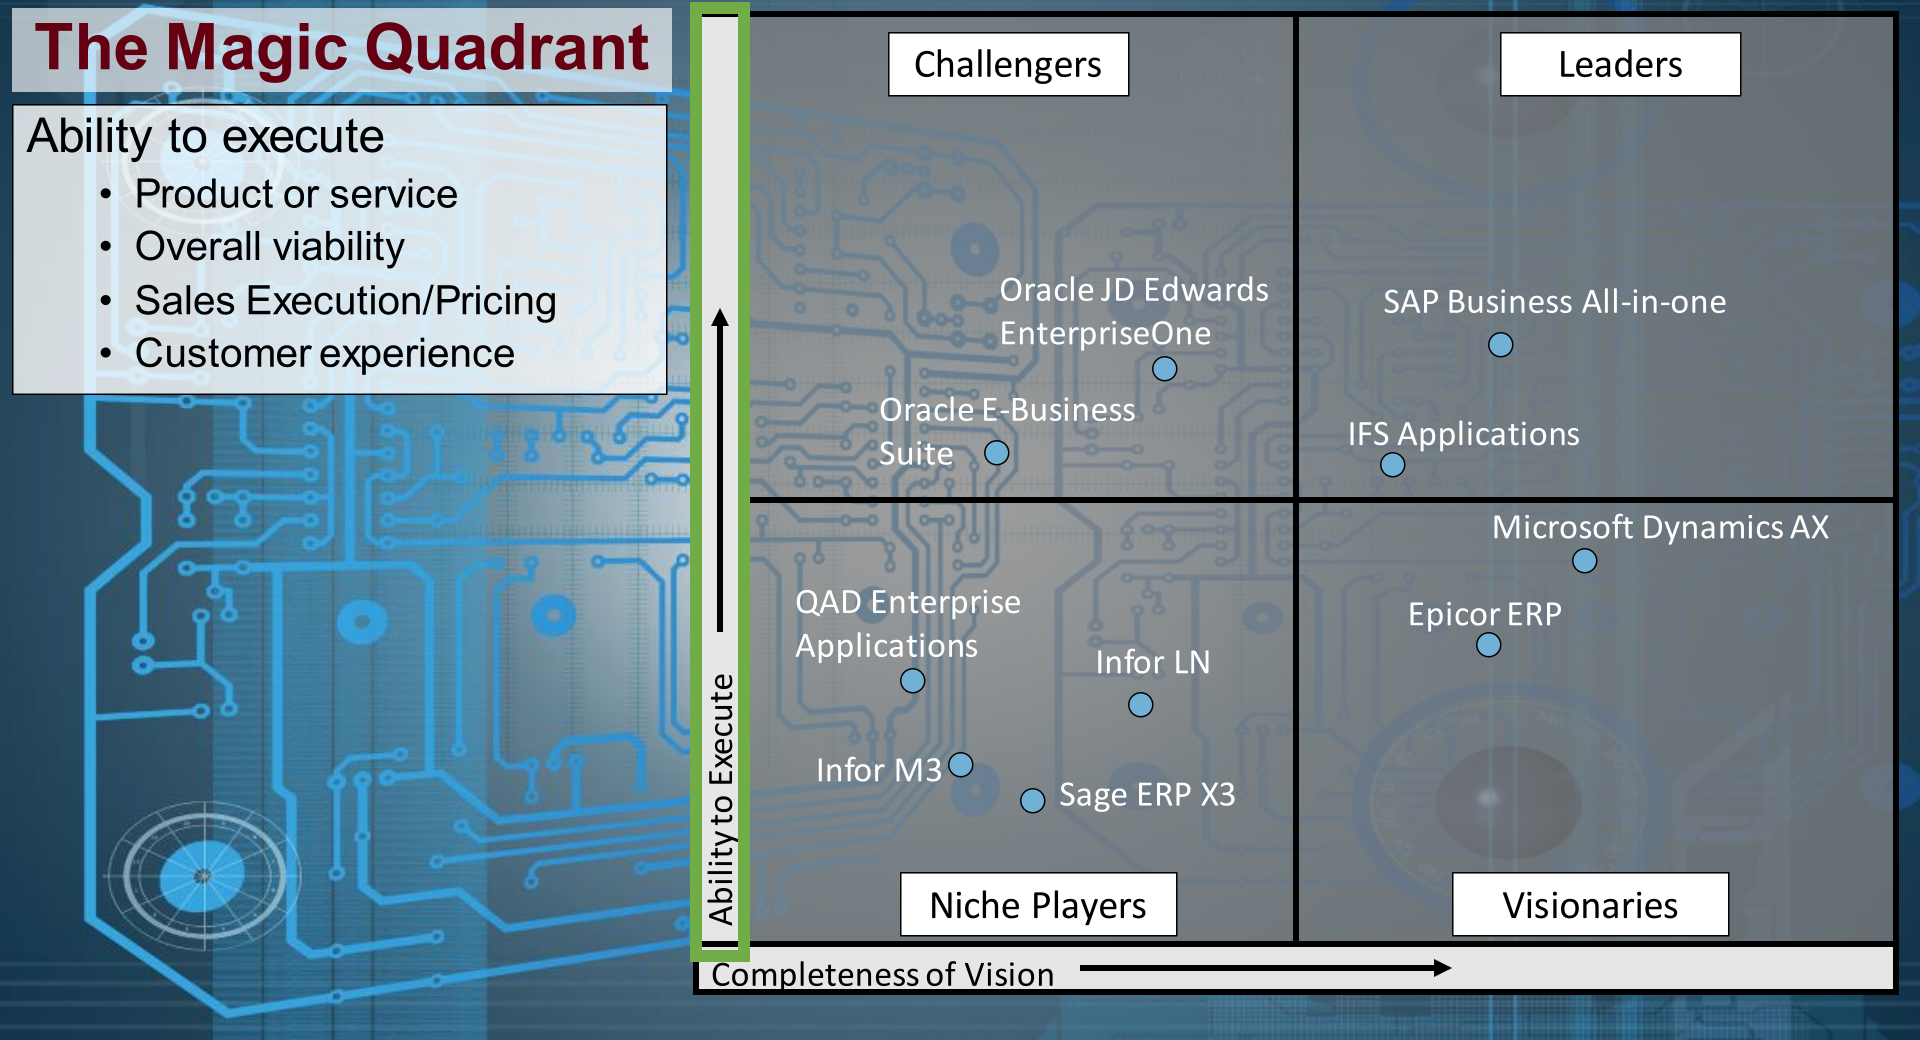 The Magic Quadrant
Ability to execute
• Product or service
• Overall viability
• Sales Execution/Pricing
• Customer experience
Challengers
Leaders
Oracle JD Edwards
EnterpriseOne
SAP Business All-in-one
Oracle E-Business
Suite
IFS Applications
Microsoft Dynamics AX
QAD Enterprise
Applications
Epicor ERP
Infor LN
Infor M3
Sage ERP X3
Niche Players
Visionaries
Ability to Execute
Completeness of Vision